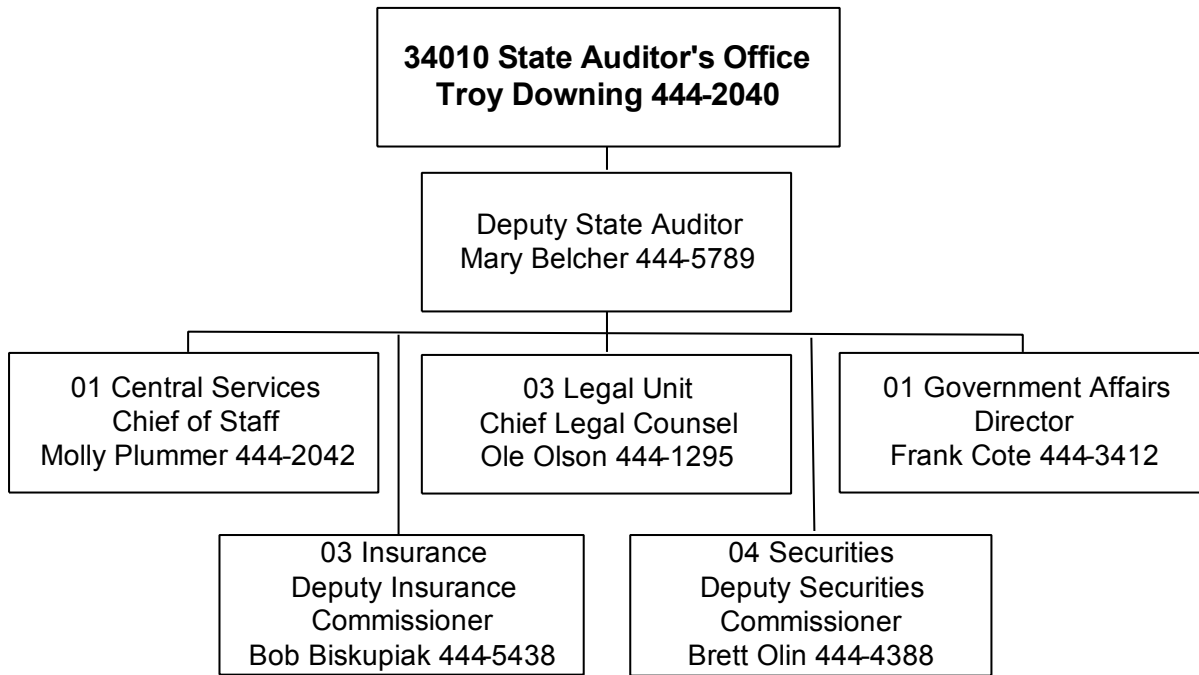 34010 State Auditor's Office
Troy Downing 444-2040
Deputy State Auditor
Mary Belcher 444-5789
01 Central Services
Chief of Staff
Molly Plummer 444-2042
03 Legal Unit
Chief Legal Counsel
Ole Olson 444-1295
01 Government Affairs
Director
Frank Cote 444-3412
03 Insurance
Deputy Insurance
Commissioner
Bob Biskupiak 444-5438
04 Securities
Deputy Securities
Commissioner
Brett Olin 444-4388